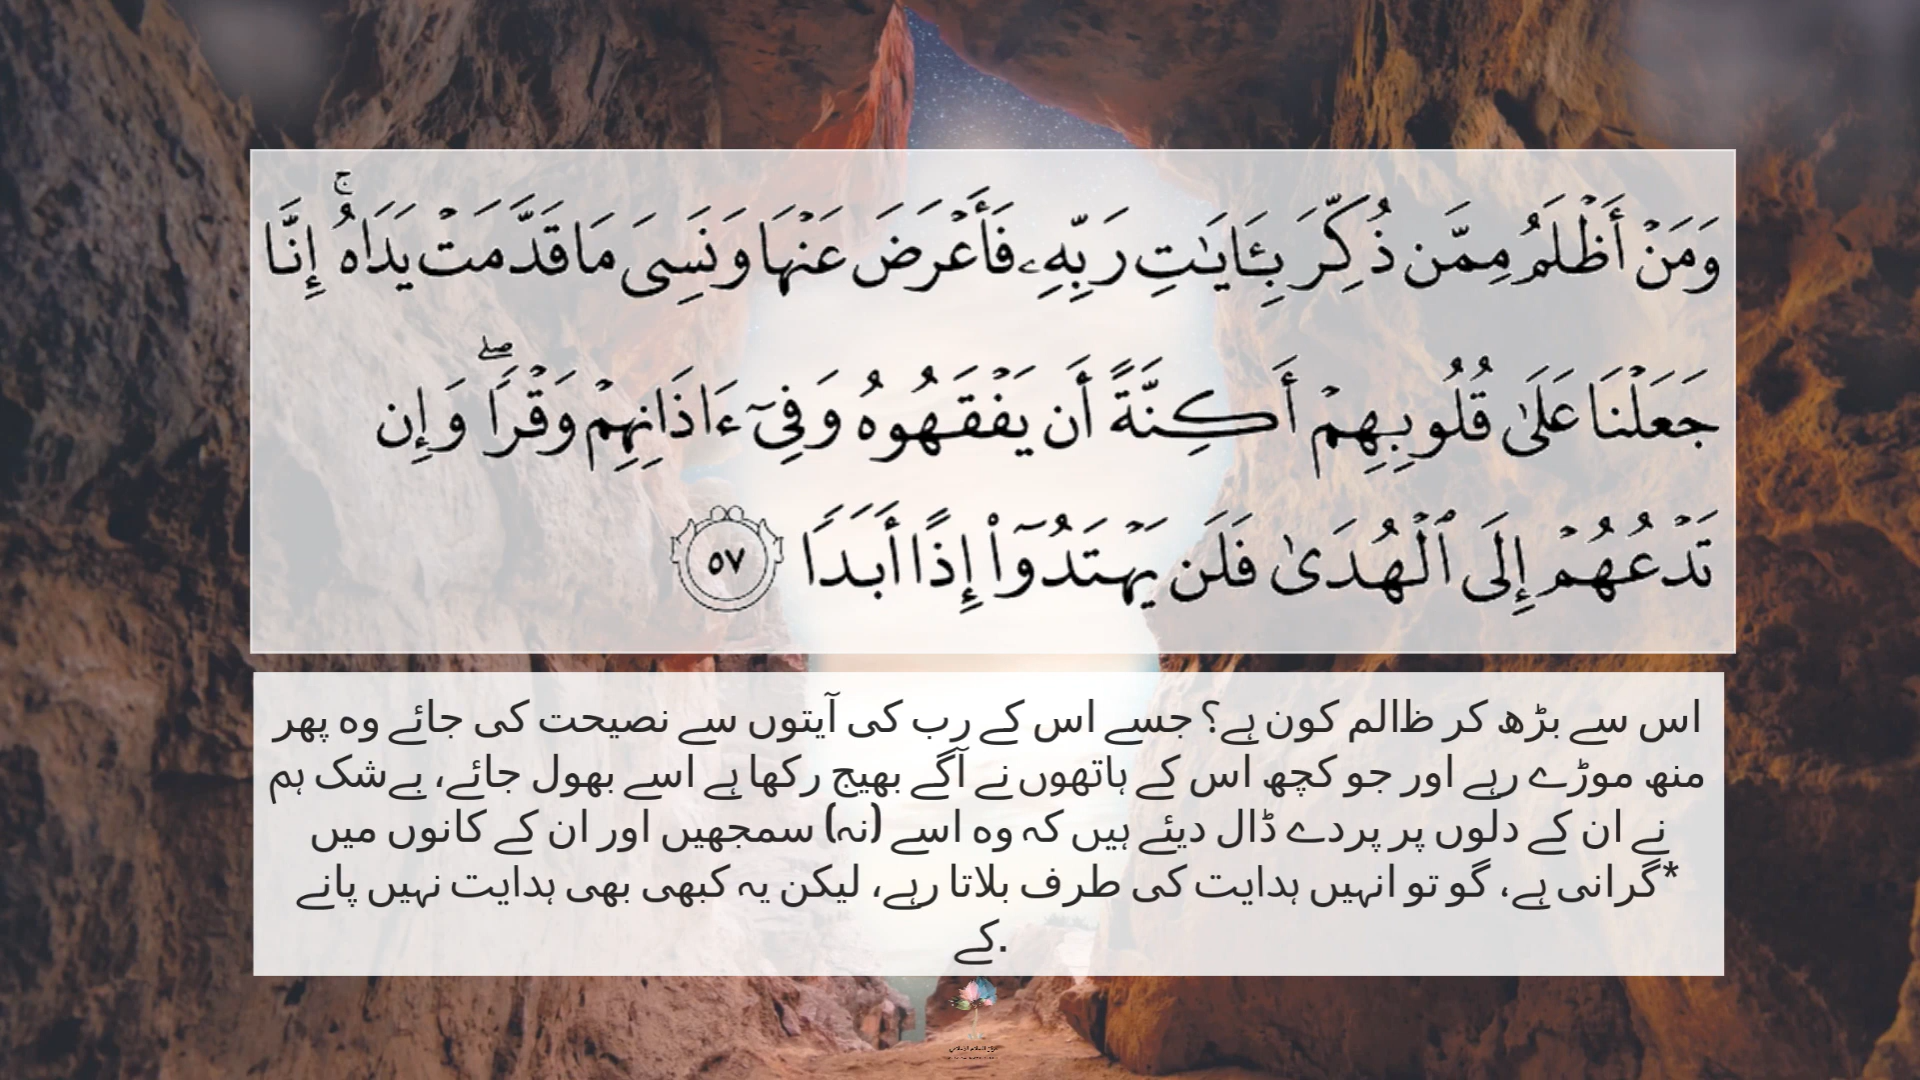 وَمَنْ أَظْلَمُ مِمَّن ذُكِّرَ بِـَٔايَـٰتِ رَبِّهِۦ فَأَعْرَضَ عَنْهَا وَنَسِىَ مَا قَدَّمَتْ يَدَاهُ ۚ إِنَّا
جَعَلْنَا عَلَىٰ قُلُوبِهِمْ أَكِنَّةً أَن يَفْقَهُوهُ وَفِىٓ ءَاذَانِهِمْ وَقْرًا ۖ وَإِن
تَدْعُهُمْ إِلَى ٱلْهُدَىٰ فَلَن يَهْتَدُوٓا۟ إِذًا أَبَدًا ٥٧
اس سے بڑھ کر ظالم کون ہے؟ جسے اس کے رب کی آیتوں سے نصیحت کی جائے وہ پھر
منھ موڑے رہے اور جو کچھ اس کے ہاتھوں نے آگے بھیج رکھا ہے اسے بھول جائے، بےشک ہم
نے ان کے دلوں پر پردے ڈال دیئے ہیں کہ وہ اسے (نہ) سمجھیں اور ان کے کانوں میں
*گرانی ہے، گو تو انہیں ہدایت کی طرف بلاتا رہے، لیکن یہ کبھی بھی ہدایت نہیں پانے
.کے